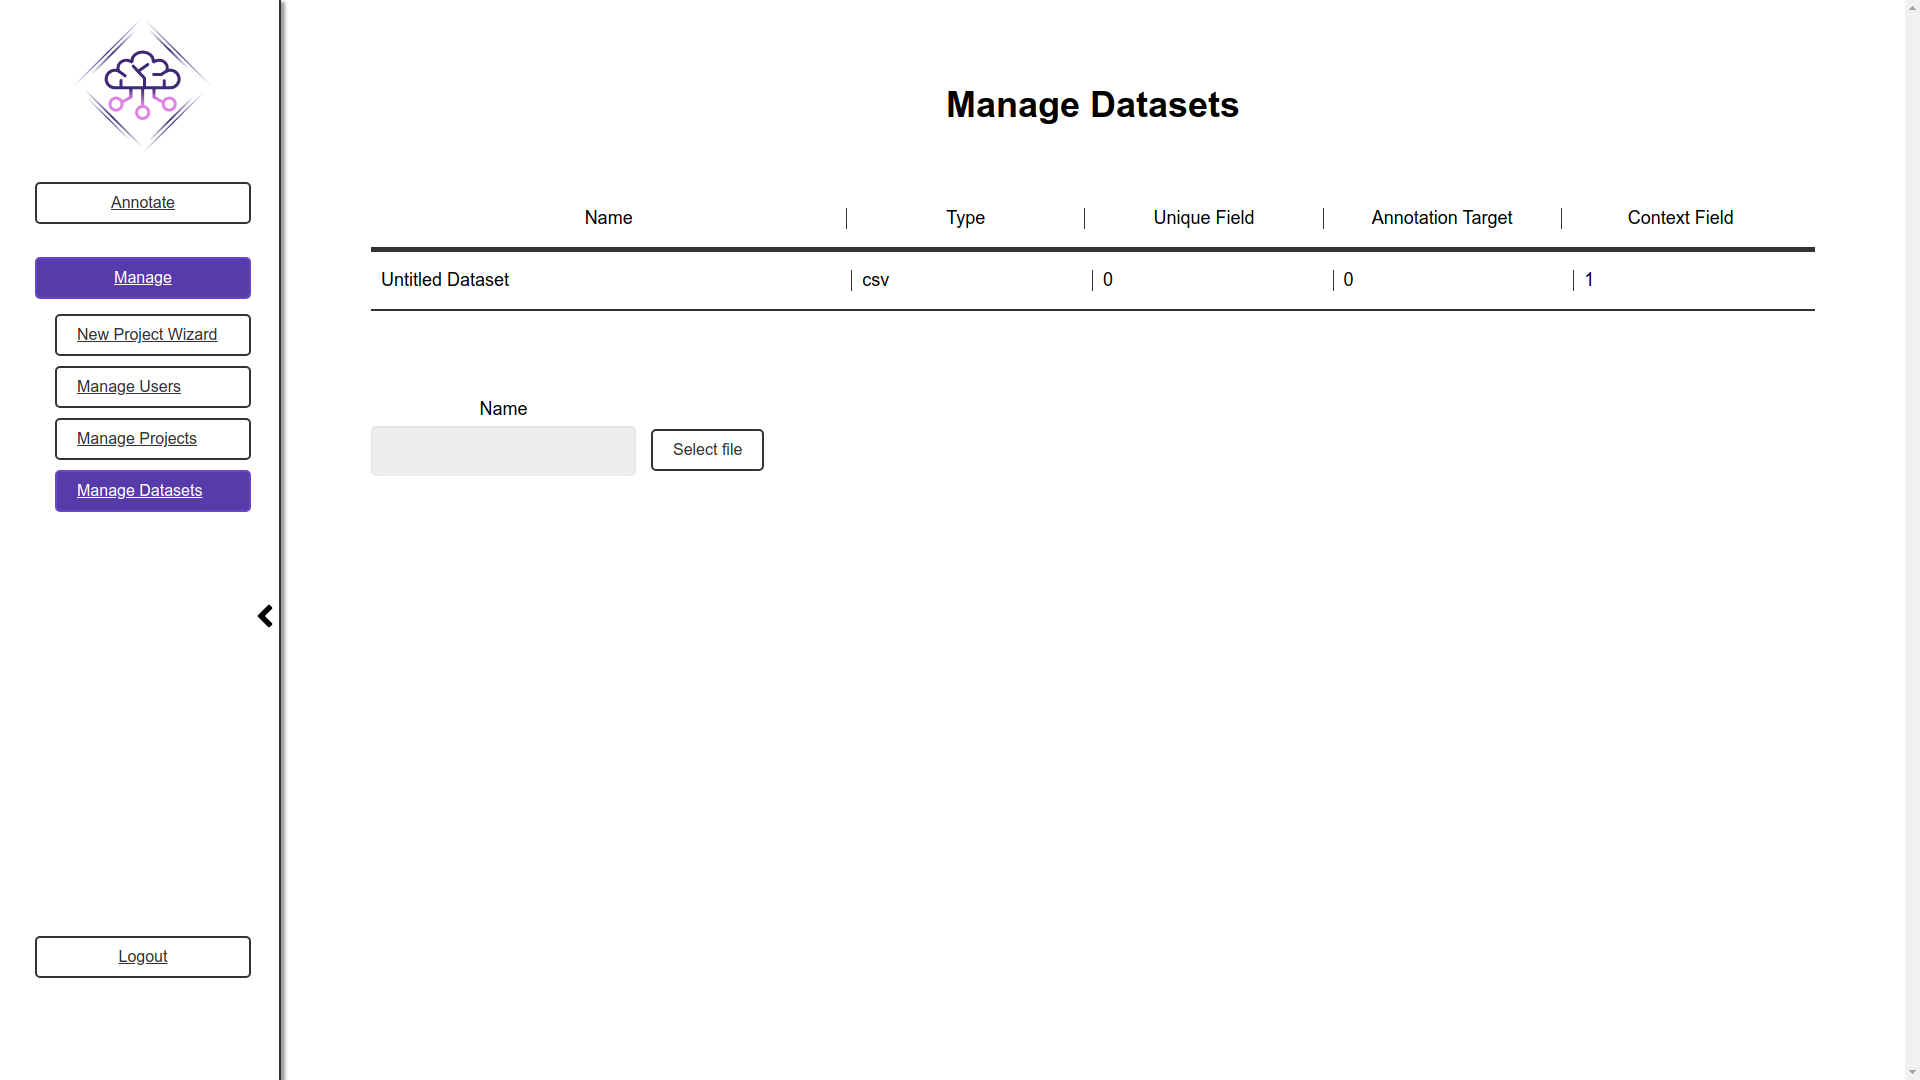 Annotate
Manage
New Project Wizard
Manage Users
Manage Projects
Manage Datasets
Logout
Manage Datasets
Name Type Unique Field Annotation Target Context Field
Untitled Dataset csv 0 0 1
Name
Select file